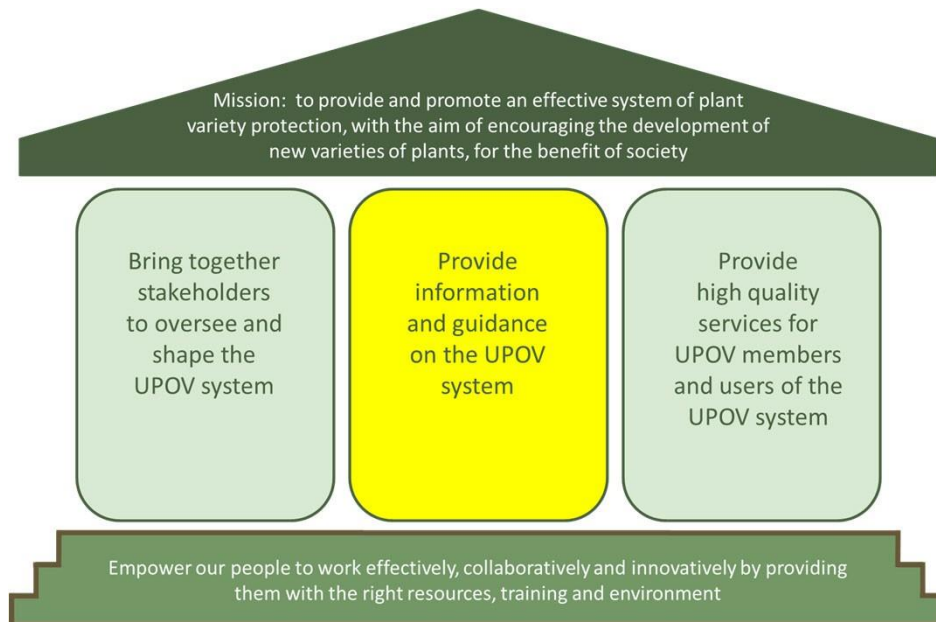 Mission:  to provide and promote an effective system of plant
variety protection, with the aim of encouraging the development of
new varieties of plants, for the benefit of society
Bring together
stakeholders
to oversee and
shape the
UPOV system
Provide
information
and guidance
on the UPOV
system
Provide
high quality
services for
UPOV members
and users of the
UPOV system
Empower our people to work effectively, collaboratively and innovatively by providing
them with the right resources, training and environment